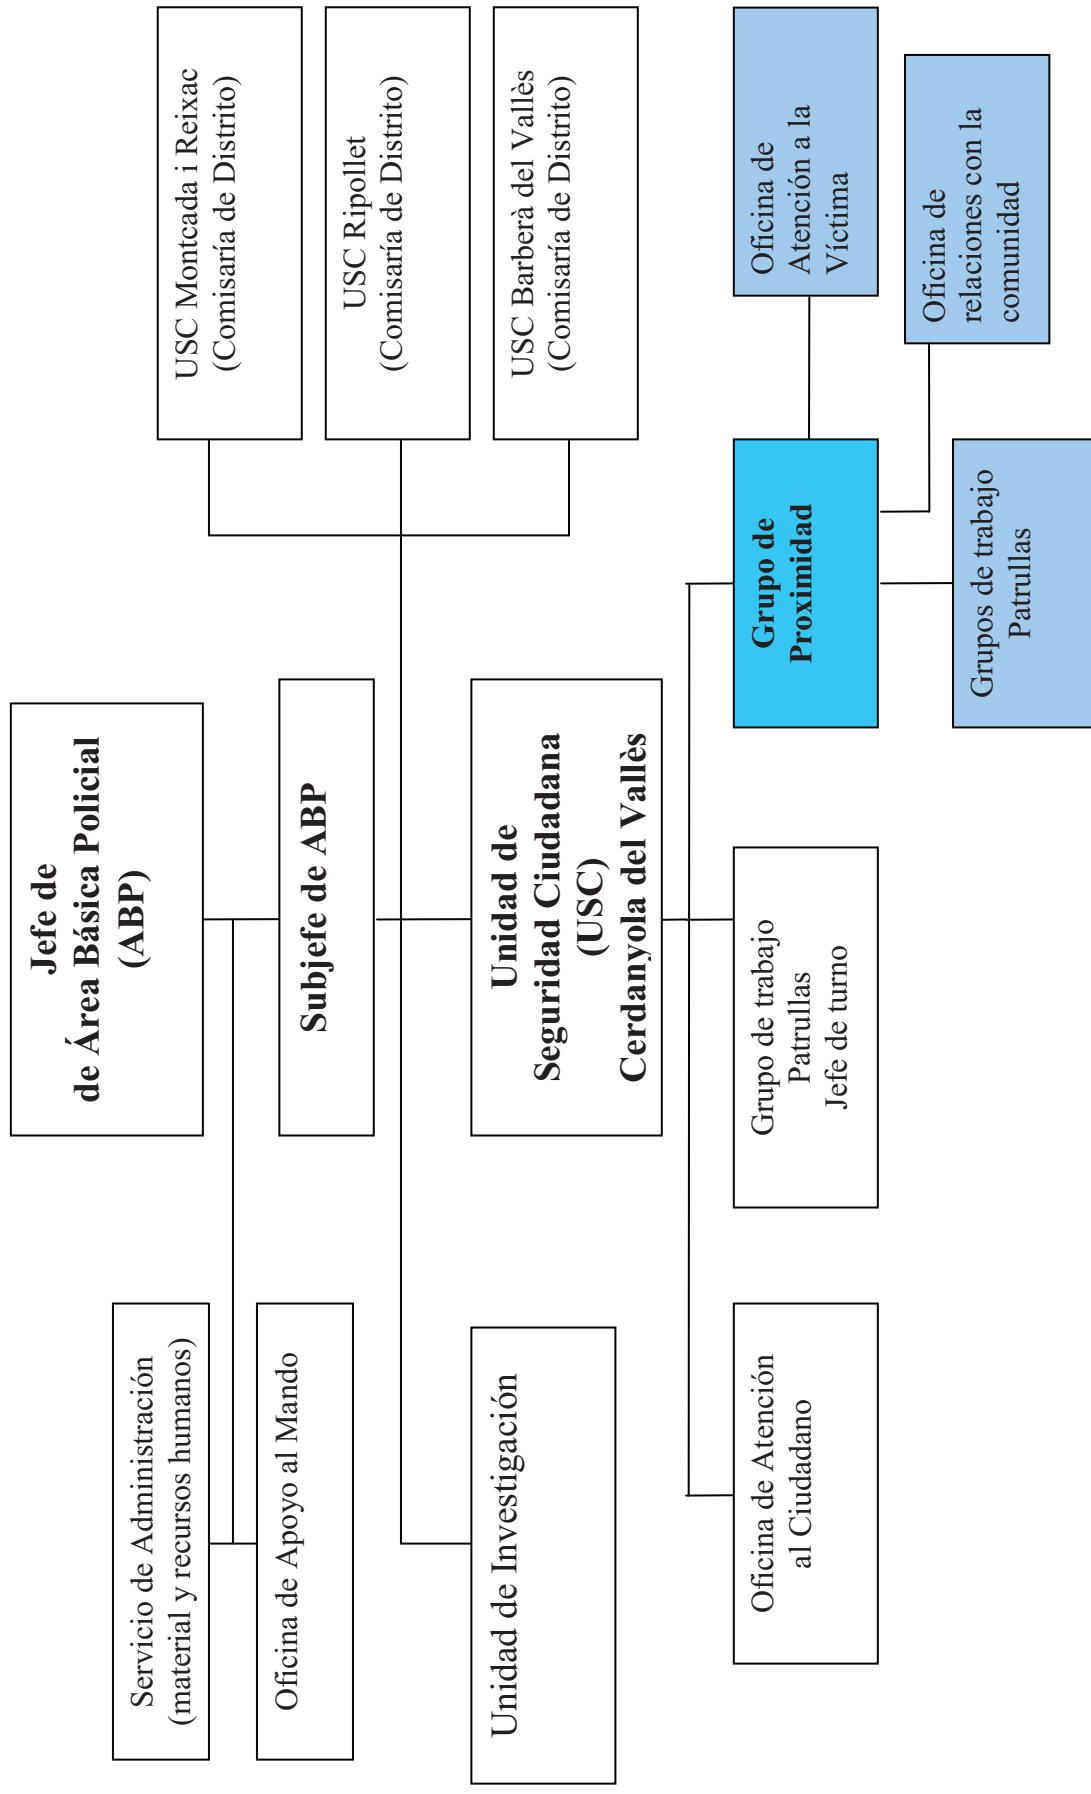 Jefe de
de Área Básica Policial
(ABP)
Servicio de Administración
(material y recursos humanos)
Oficina de Apoyo al Mando
Subjefe de ABP
USC Montcada i Reixac
(Comisaría de Distrito)
USC Ripollet
(Comisaría de Distrito)
USC Barberà del Vallès
(Comisaría de Distrito)
Unidad de Investigación
Unidad de
Seguridad Ciudadana
(USC)
Cerdanyola del Vallès
Oficina de Atención
al Ciudadano
Grupo de trabajo
Patrullas
Jefe de turno
Grupo de
Proximidad
Oficina de
Atención a la
Víctima
Oficina de
relaciones con la
comunidad
Grupos de trabajo
Patrullas